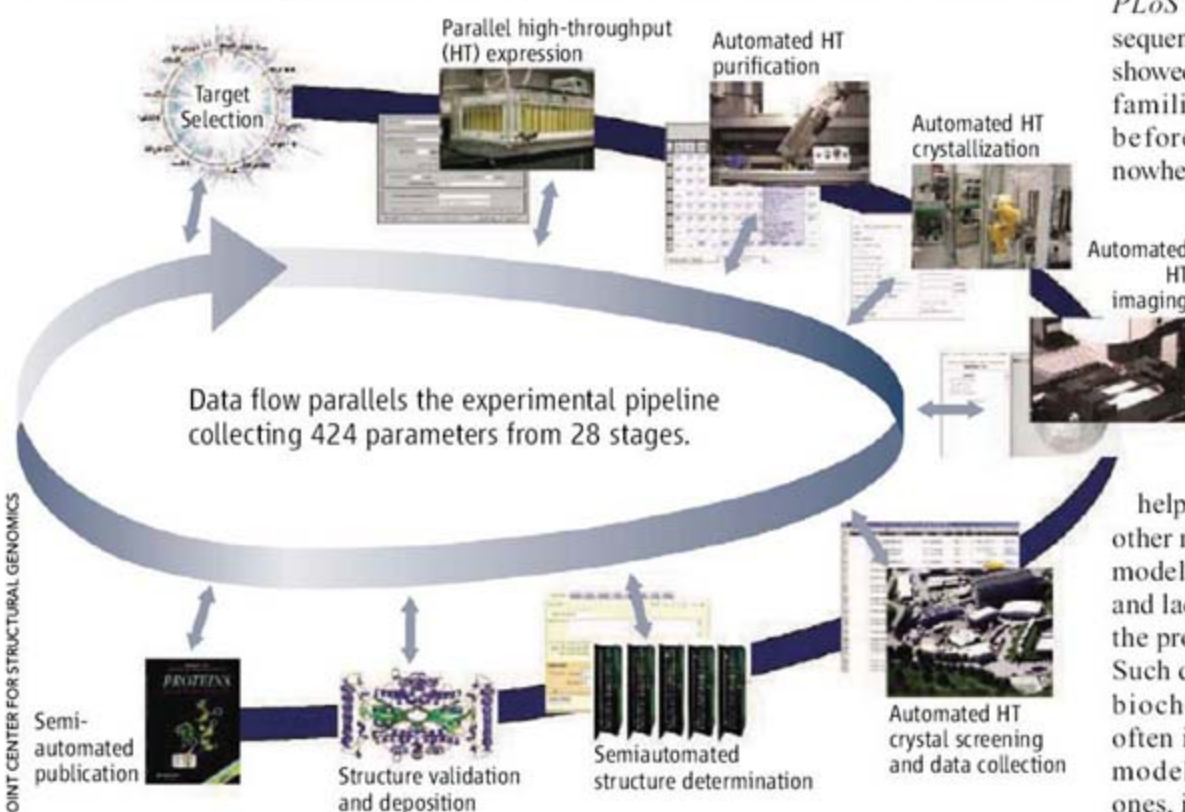 Parallel high-throughput
(HT) expression
Automated HT
purification
Target
Selection
Automated HT
crystallization
Automated
HT
imaging
Data flow parallels the experimental pipeline
collecting 424 parameters from 28 stages.
Automated HT
crystal screening
and data collection
Semiautomated
structure determination
Structure validation
and deposition
Semi-
automated
publication
PROTEINS
JOINT CENTER FOR STRUCTURAL GENOMICS
PLoS
sequen
showed
famili
before
nowhe
help
other
model
and la
the pro
Such
bioch
often i
model
ones, i